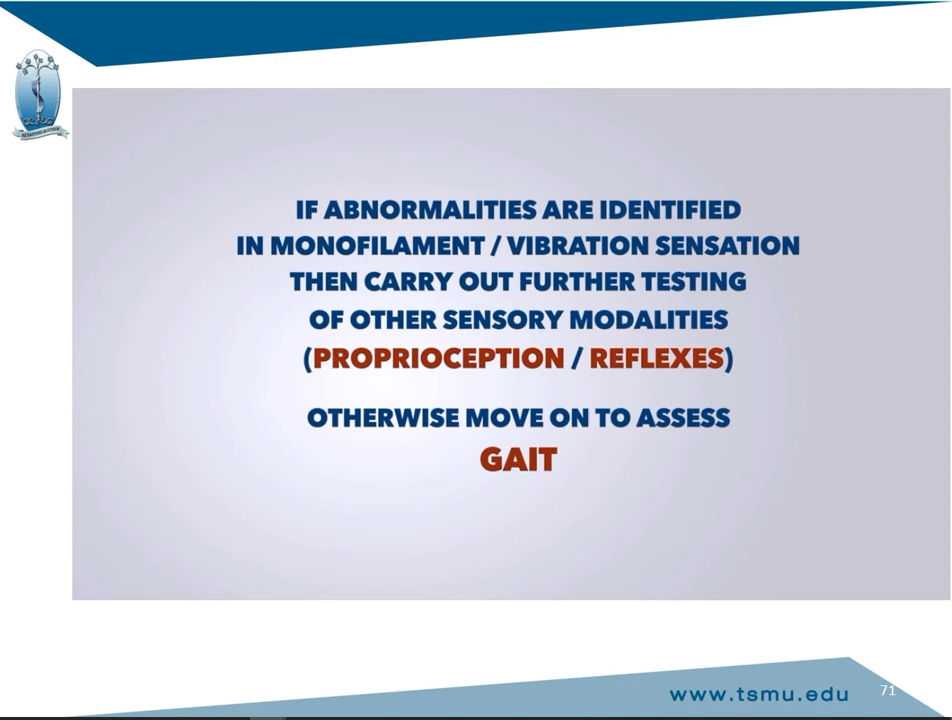 IF ABNORMALITIES ARE IDENTIFIED
IN MONOFILAMENT / VIBRATION SENSATION
THEN CARRY OUT FURTHER TESTING
OF OTHER SENSORY MODALITIES
(PROPRIOCEPTION / REFLEXES)
OTHERWISE MOVE ON TO ASSESS
GAIT
www.tsmu.edu
71